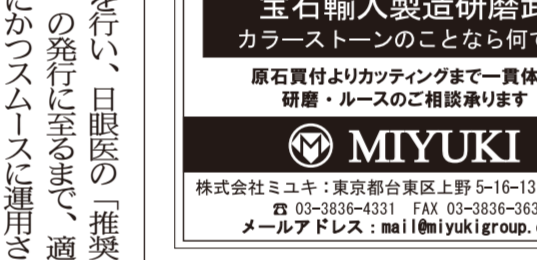 を行い、日眼医の「推奨
の発行に至るまで、適
にかつスムースに運用さ
宝石輸入製造研磨卸
カラーストーンのことなら何で
原石買付よりカッティングまで一貫体
研磨・ルースのご相談承ります
MIYUKI
株式会社ミユキ：東京都台東区上野5-16-13
☎ 03-3836-4331 FAX 03-3836-363
メールアドレス：mail@miyukigroup.c